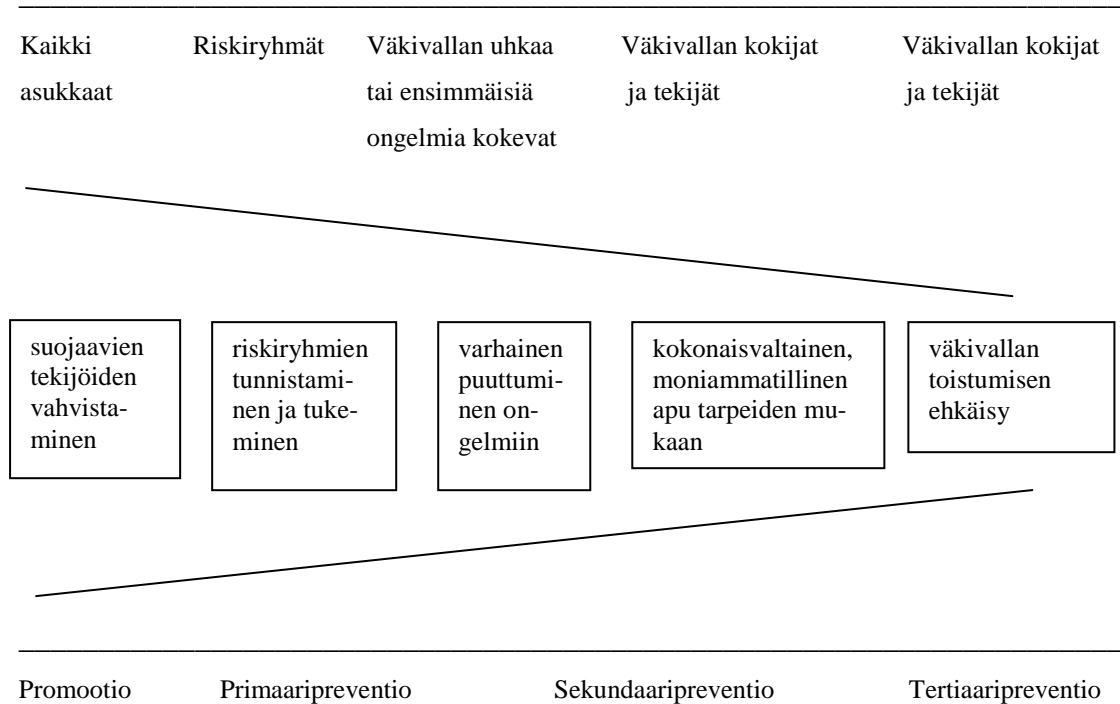 Kaikki Riskiryhmät Väkivallan uhkaa Väkivallan kokijat Väkivallan kokijat
asukkaat tai ensimmäisiä ja tekijät ja tekijät
ongelmia kokevat
suojaavien
tekijöiden
vahvista-
minen
riskiryhmien
tunnistami-
nen ja tuke-
minen
varhainen
puuttumi-
nen on-
gelmiin
kokonaisvaltainen,
moniammatillinen
apu tarpeiden mu-
kaan
väkivallan
toistumisen
ehkäisy
Promootio Primaaripreventio Sekundaaripreventio Tertiaaripreventio